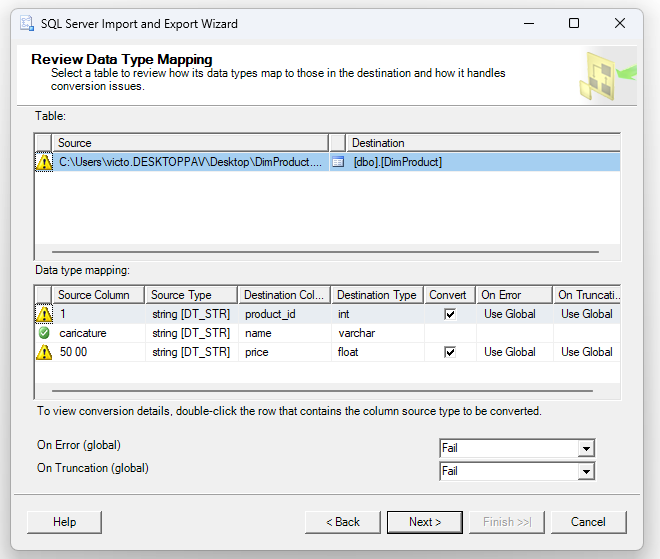 SQL Server Import and Export Wizard
Review Data Type Mapping
Select a table to review how its data types map to those in the destination and how it handles
conversion issues.
Table:
Source Destination
C:\Users\victo.DESKTOPPAV\Desktop\DimProduct.... [dbo].[DimProduct]
Data type mapping:
Source Column Source Type Destination Col... Destination Type Convert On Error On Truncati...
1 string [DT_STR] product_id int Use Global Use Global
caricature string [DT_STR] name varchar
50 00 string [DT_STR] price float Use Global Use Global
To view conversion details, double-click the row that contains the column source type to be converted.
On Error (global) Fail
On Truncation (global) Fail
Help < Back Next > Finish >>| Cancel